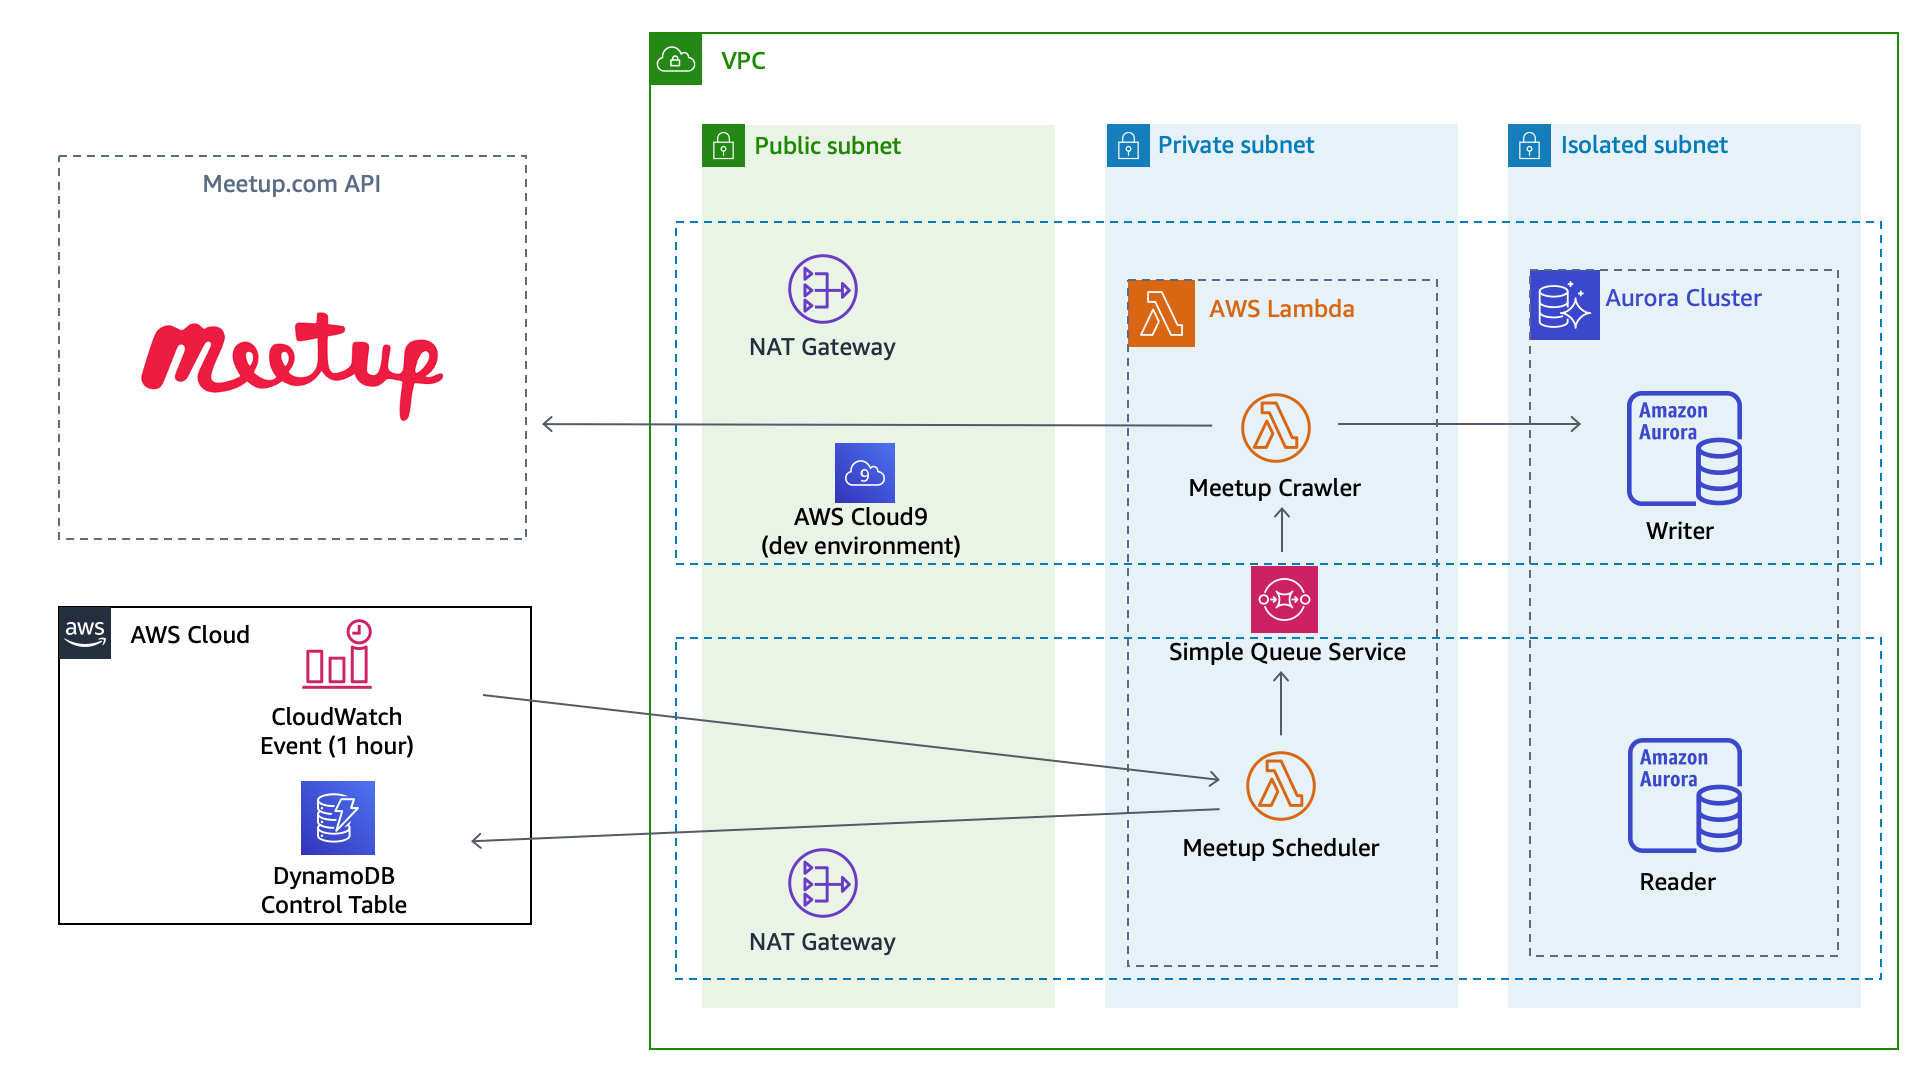 VPC
Public subnet
Private subnet
Isolated subnet
Meetup.com API
meetup
NAT Gateway
AWS Lambda
Aurora Cluster
Amazon
Aurora
9
AWS Cloud9
(dev environment)
Meetup Crawler
Writer
aws
AWS Cloud
Simple Queue Service
CloudWatch
Event (1 hour)
Amazon
Aurora
DynamoDB
Control Table
Meetup Scheduler
Reader
NAT Gateway